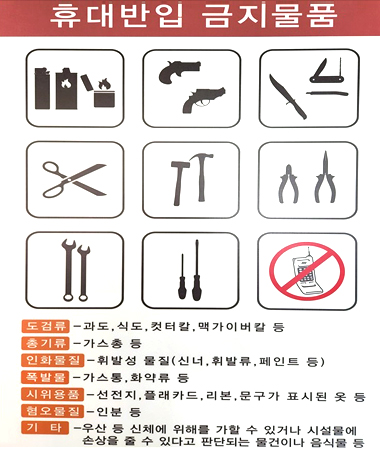 휴대반입 금지물품
도검류 -과도,식도,컷터칼,맥가이버칼 등
총기류 -가스총 등
인화물질 -휘발성 물질(신너,휘발류,페인트 등)
폭발물 -가스통,화약류 등
시위용품 -선전지,플래카드,리본,문구가 표시된 옷 등
혐오물질 -인분 등
기 타 -우산 등 신체에 위해를 가할 수 있거나 시설물에
손상을 줄 수 있다고 판단되는 물건이나 음식물 등